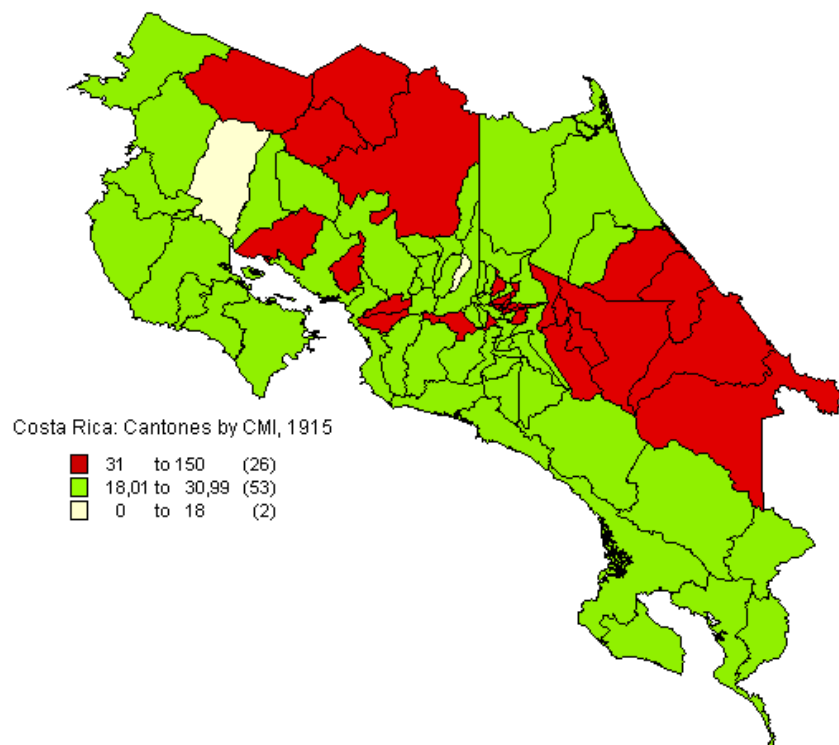 Costa Rica: Cantones by CMI, 1915
31 to 150 (26)
18,01 to 30,99 (53)
0 to 18 (2)